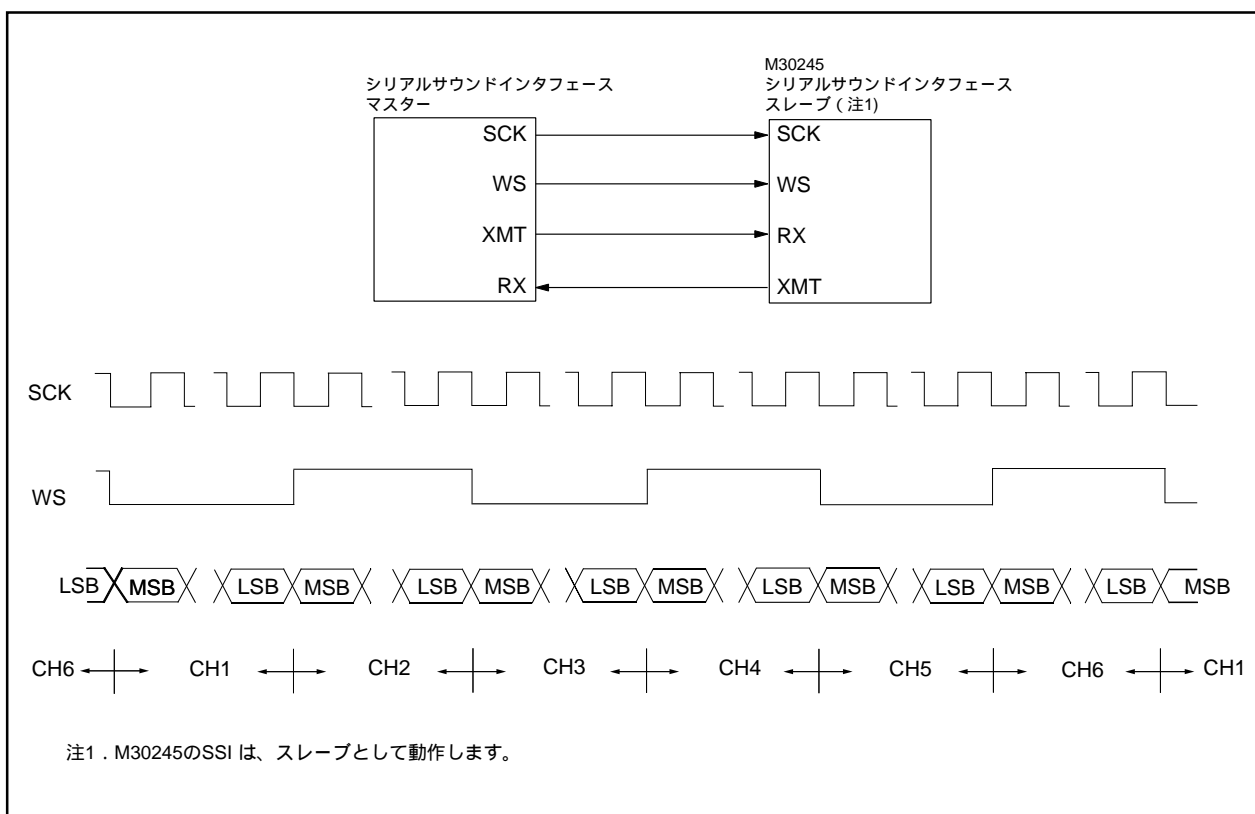 シリアルサウンドインタフェース
マスター
M30245
シリアルサウンドインタフェース
スレーブ ( 注1)
SCK
SCK
WS
WS
XMT
RX
RX
XMT
SCK
WS
LSB MSB LSB MSB LSB MSB LSB MSB LSB MSB LSB MSB LSB MSB
CH6 CH1 CH2 CH3 CH4 CH5 CH6 CH1
注1．M30245のSSI は、スレーブとして動作します。